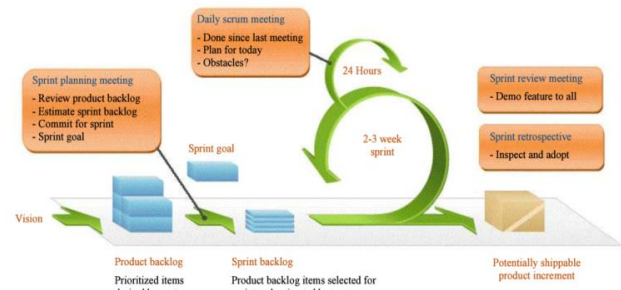 Daily scrum meeting
- Done since last meeting
- Plan for today
- Obstacles?
24 Hours
Sprint planning meeting
- Review product backlog
- Estimate sprint backlog
- Commit for sprint
- Sprint goal
Sprint review meeting
- Demo feature to all
Sprint retrospective
- Inspect and adopt
Sprint goal
2-3 week
sprint
Vision
Product backlog
Prioritized items
Sprint backlog
Product backlog items selected for
Potentially shippable
product increment